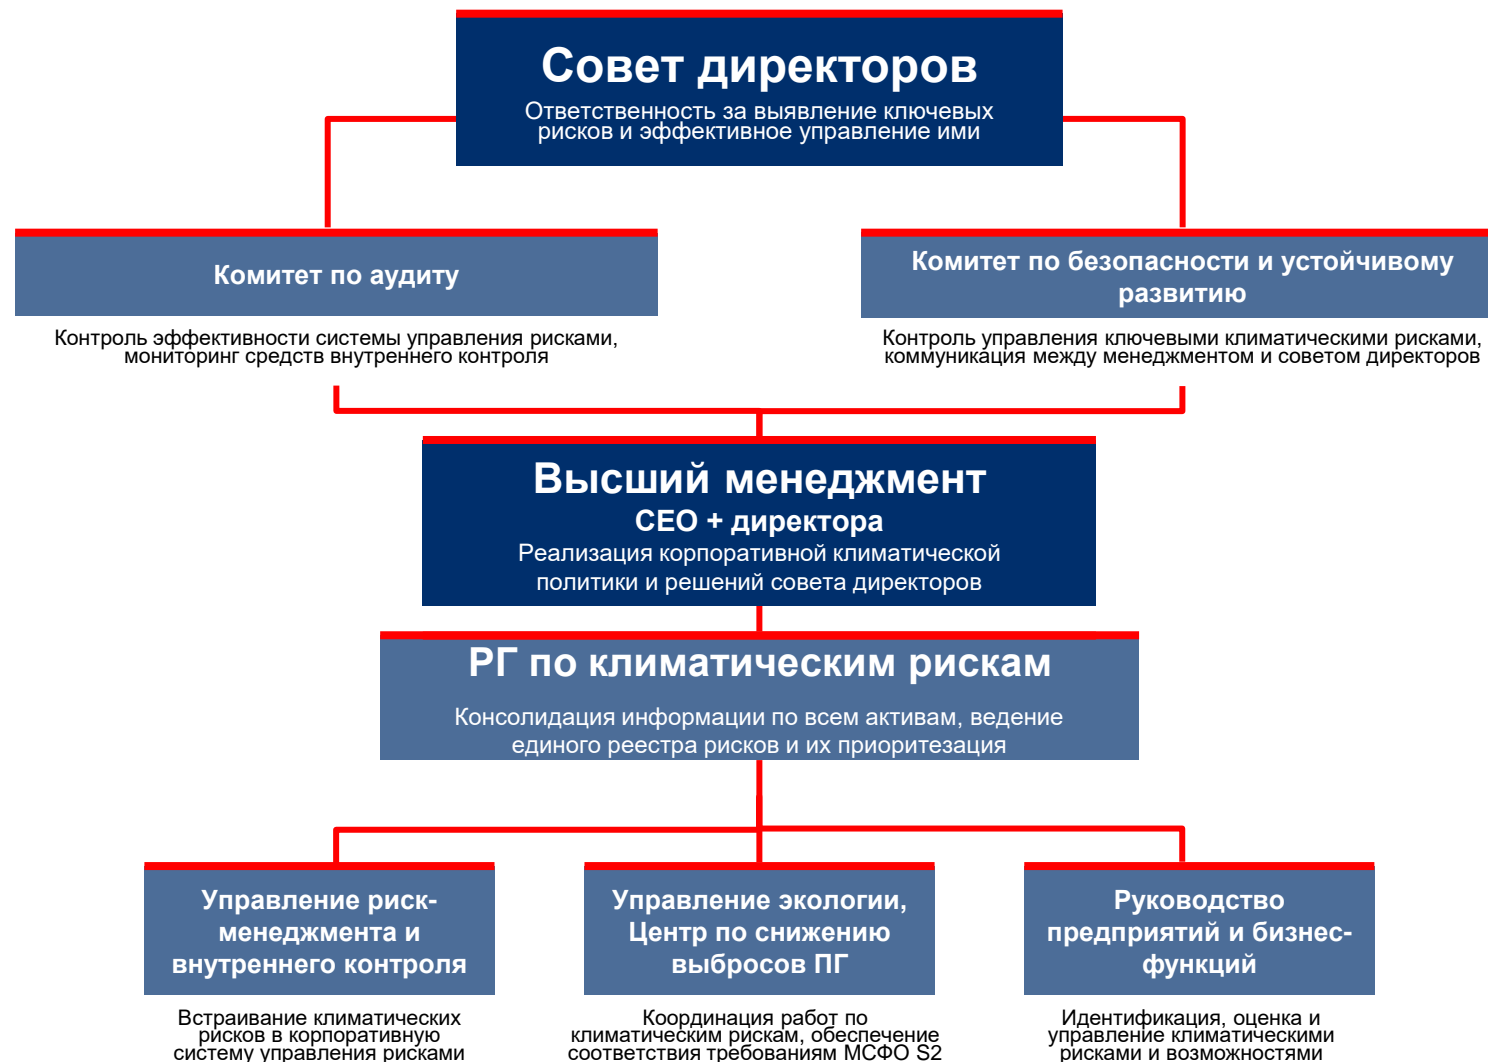 Совет директоров
Ответственность за выявление ключевых
рисков и эффективное управление ими
Комитет по аудиту
Контроль эффективности системы управления рисками,
мониторинг средств внутреннего контроля
Комитет по безопасности и устойчивому
развитию
Контроль управления ключевыми климатическими рисками,
коммуникация между менеджментом и советом директоров
Высший менеджмент
CEO + директора
Реализация корпоративной климатической
политики и решений совета директоров
РГ по климатическим рискам
Консолидация информации по всем активам, ведение
единого реестра рисков и их приоритезация
Управление риск-
менеджмента и
внутреннего контроля
Встраивание климатических
рисков в корпоративную
систему управления рисками
Управление экологии,
Центр по снижению
выбросов ПГ
Координация работ по
климатическим рискам, обеспечение
соответствия требованиям МСФО S2
Руководство
предприятий и бизнес-
функций
Идентификация, оценка и
управление климатическими
рисками и возможностями